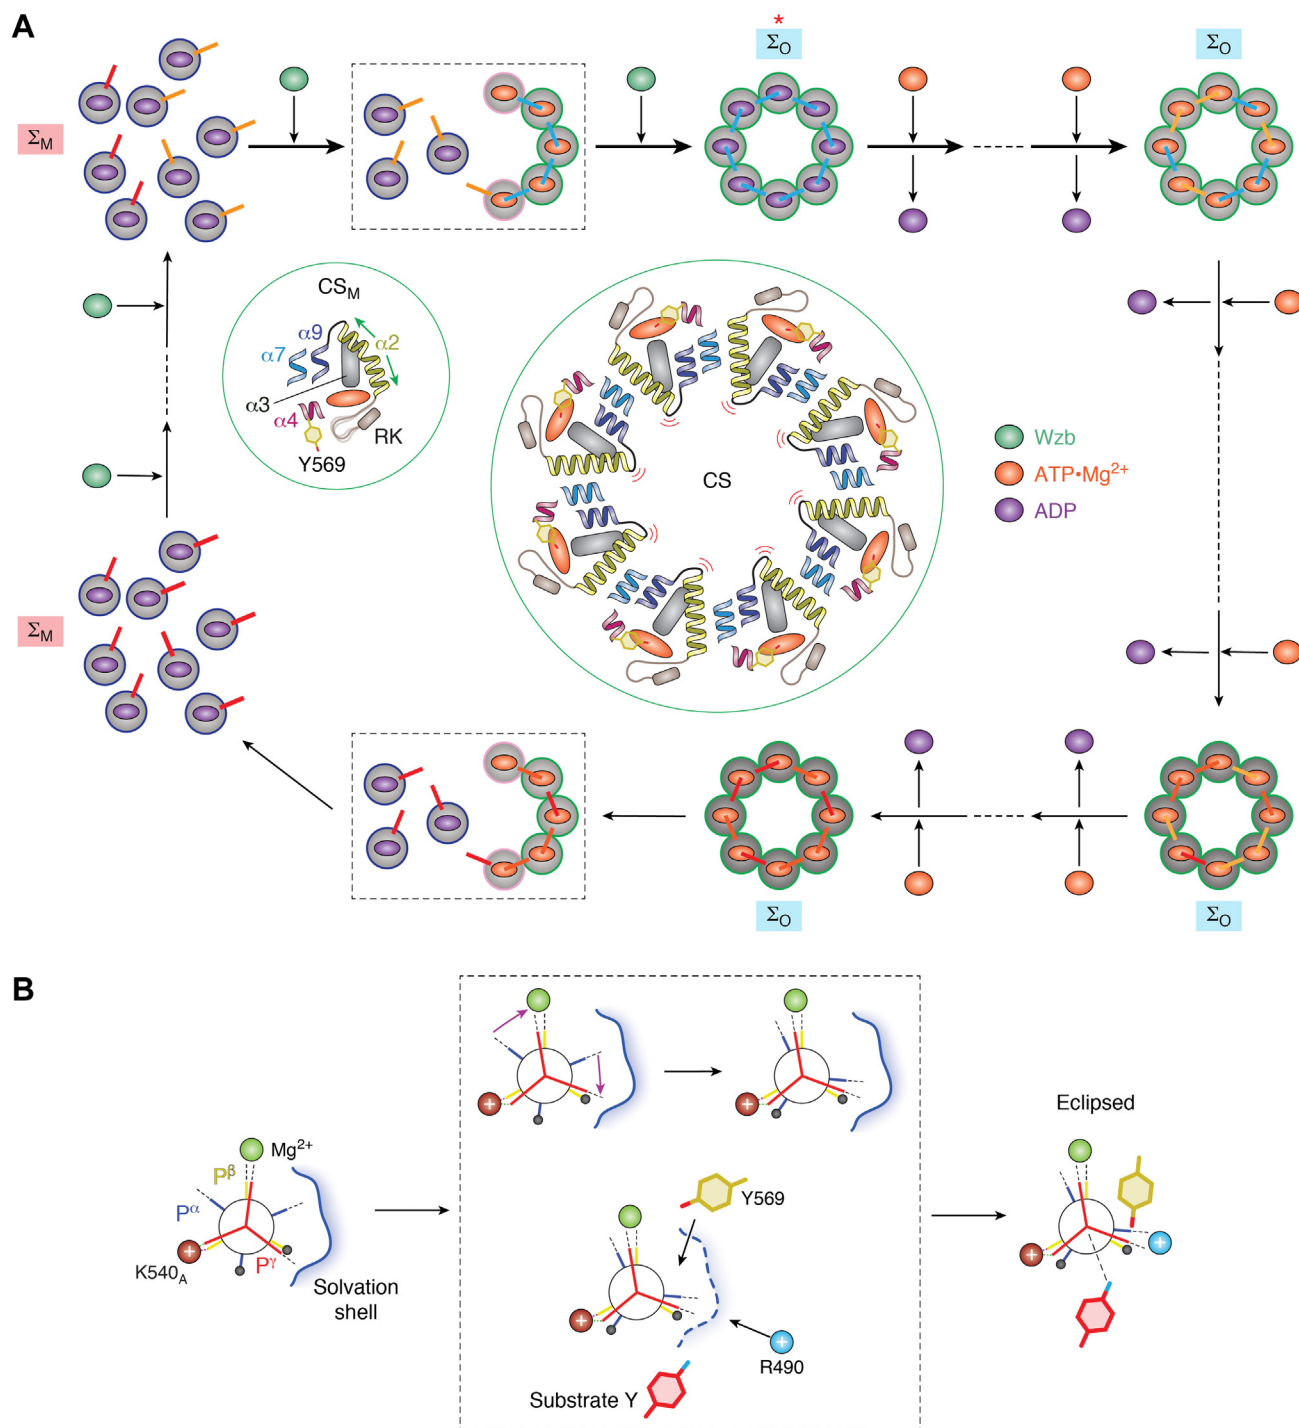 A
*
Σ_O
Σ_O
Σ_M
CS_M
α9
α7
α2
α3
α4
RK
Y569
CS
Wzb
ATP•Mg²⁺
ADP
Σ_M
Σ_O
Σ_O
B
Eclipsed
Mg²⁺
P^β
P^α
Y569
K540_A
P^γ
Solvation
shell
R490
Substrate Y
+
+
+
+
+
+